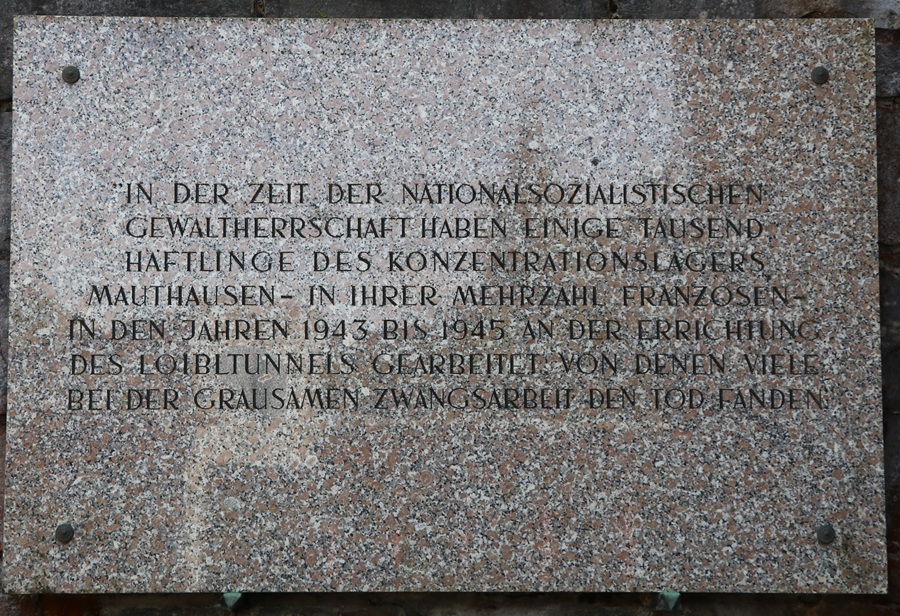 "IN DER ZEIT DER NATIONALSOZIALISTISCHEN
GEWALTHERRSCHAFT HABEN EINIGE TAUSEND
HAFTLINGE DES KONZENTRATIONSLAGERS
MAUTHAUSEN – IN IHRER MEHRZAHL FRANZOSEN –
IN DEN JAHREN 1943 BIS 1945 AN DER ERRICHTUNG
DES LOIBLTUNNELS GEARBEITET. VON DENEN VIELE
BEI DER GRAUSAMEN ZWANGSARBEIT DEN TOD FANDEN."